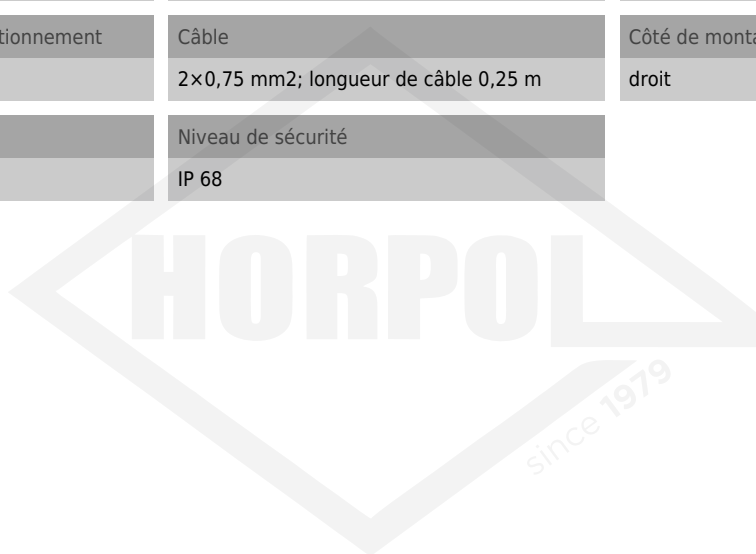 tionnement Câble Côté de monta
2×0,75 mm2; longueur de câble 0,25 m droit
Niveau de sécurité
IP 68
HORPOL
since 1979